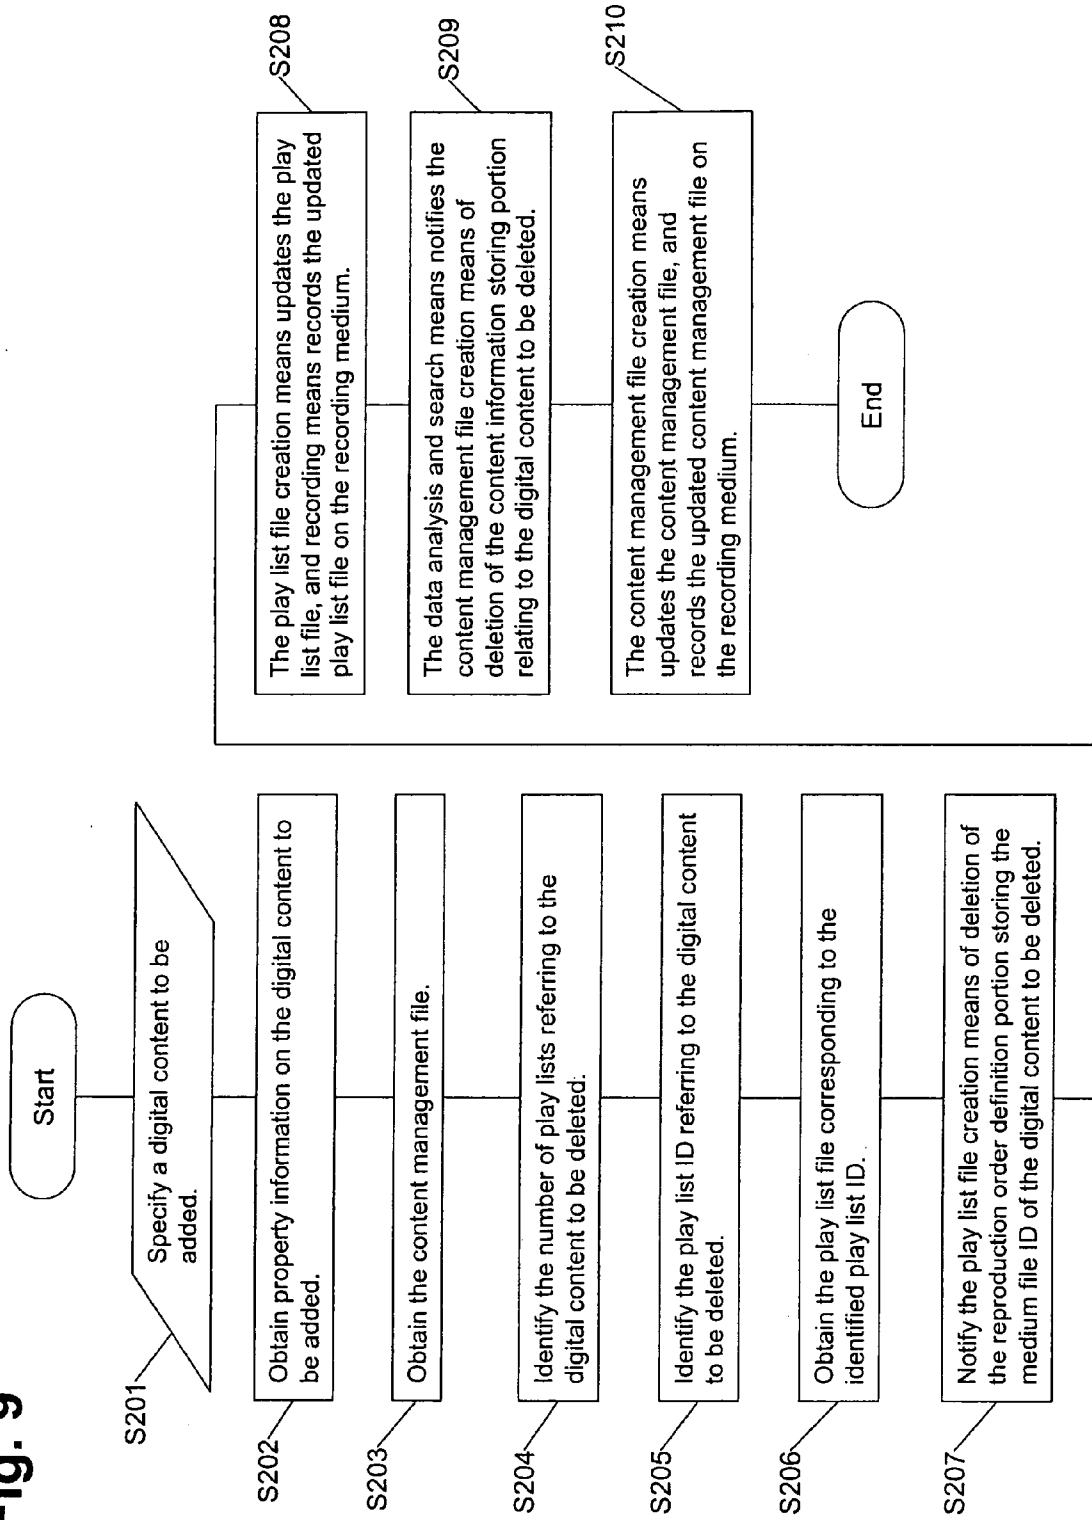 Fig. 9
Start
S201
Specify a digital content to be
added.
S202
Obtain property information on the digital content to
be added.
S203
Obtain the content management file.
S204
Identify the number of play lists referring to the
digital content to be deleted.
S205
Identify the play list ID referring to the digital content
to be deleted.
S206
Obtain the play list file corresponding to the
identified play list ID.
S207
Notify the play list file creation means of deletion of
the reproduction order definition portion storing the
medium file ID of the digital content to be deleted.
S208
The play list file creation means updates the play
list file, and recording means records the updated
play list file on the recording medium.
S209
The data analysis and search means notifies the
content management file creation means of
deletion of the content information storing portion
relating to the digital content to be deleted.
S210
The content management file creation means
updates the content management file, and
records the updated content management file on
the recording medium.
End